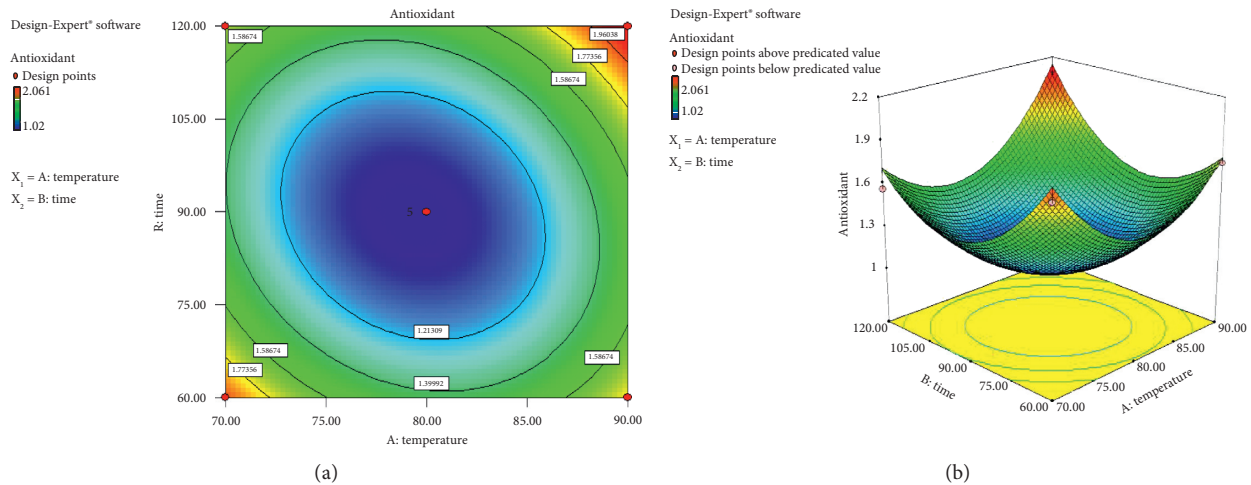 Design-Expert® software
Antioxidant
Design points
2.061
1.02
X1 = A: temperature
X2 = B: time
Antioxidant
120.00
105.00
90.00
75.00
60.00
R: time
1.58674
1.96038
1.77356
1.58674
5
1.21309
1.58674
1.77356
1.39992
1.58674
70.00 75.00 80.00 85.00 90.00
A: temperature
(a)
Design-Expert® software
Antioxidant
Design points above predicated value
Design points below predicated value
2.061
1.02
X1 = A: temperature
X2 = B: time
2.2
1.9
1.6
1.3
1
Antioxidant
120.00
105.00
90.00
75.00
60.00
B: time
70.00
75.00
80.00
85.00
90.00
A: temperature
(b)